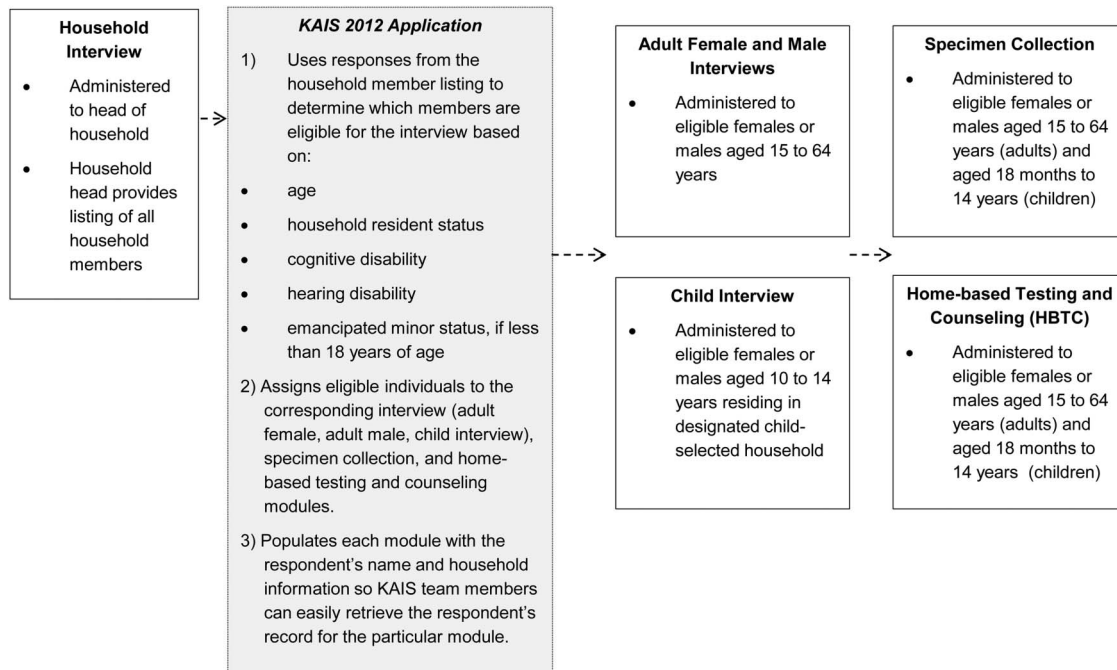 Household
Interview
• Administered
to head of
household
• Household
head provides
listing of all
household
members
KAIS 2012 Application
1) Uses responses from the
household member listing to
determine which members are
eligible for the interview based
on:
• age
• household resident status
• cognitive disability
• hearing disability
• emancipated minor status, if less
than 18 years of age
2) Assigns eligible individuals to the
corresponding interview (adult
female, adult male, child interview),
specimen collection, and home-
based testing and counseling
modules.
3) Populates each module with the
respondent’s name and household
information so KAIS team members
can easily retrieve the respondent’s
record for the particular module.
Adult Female and Male
Interviews
• Administered to
eligible females or
males aged 15 to 64
years
Child Interview
• Administered to
eligible females or
males aged 10 to 14
years residing in
designated child-
selected household
Specimen Collection
• Administered to
eligible females or
males aged 15 to 64
years (adults) and
aged 18 months to
14 years (children)
Home-based Testing and
Counseling (HBTC)
• Administered to
eligible females or
males aged 15 to 64
years (adults) and
aged 18 months to
14 years (children)